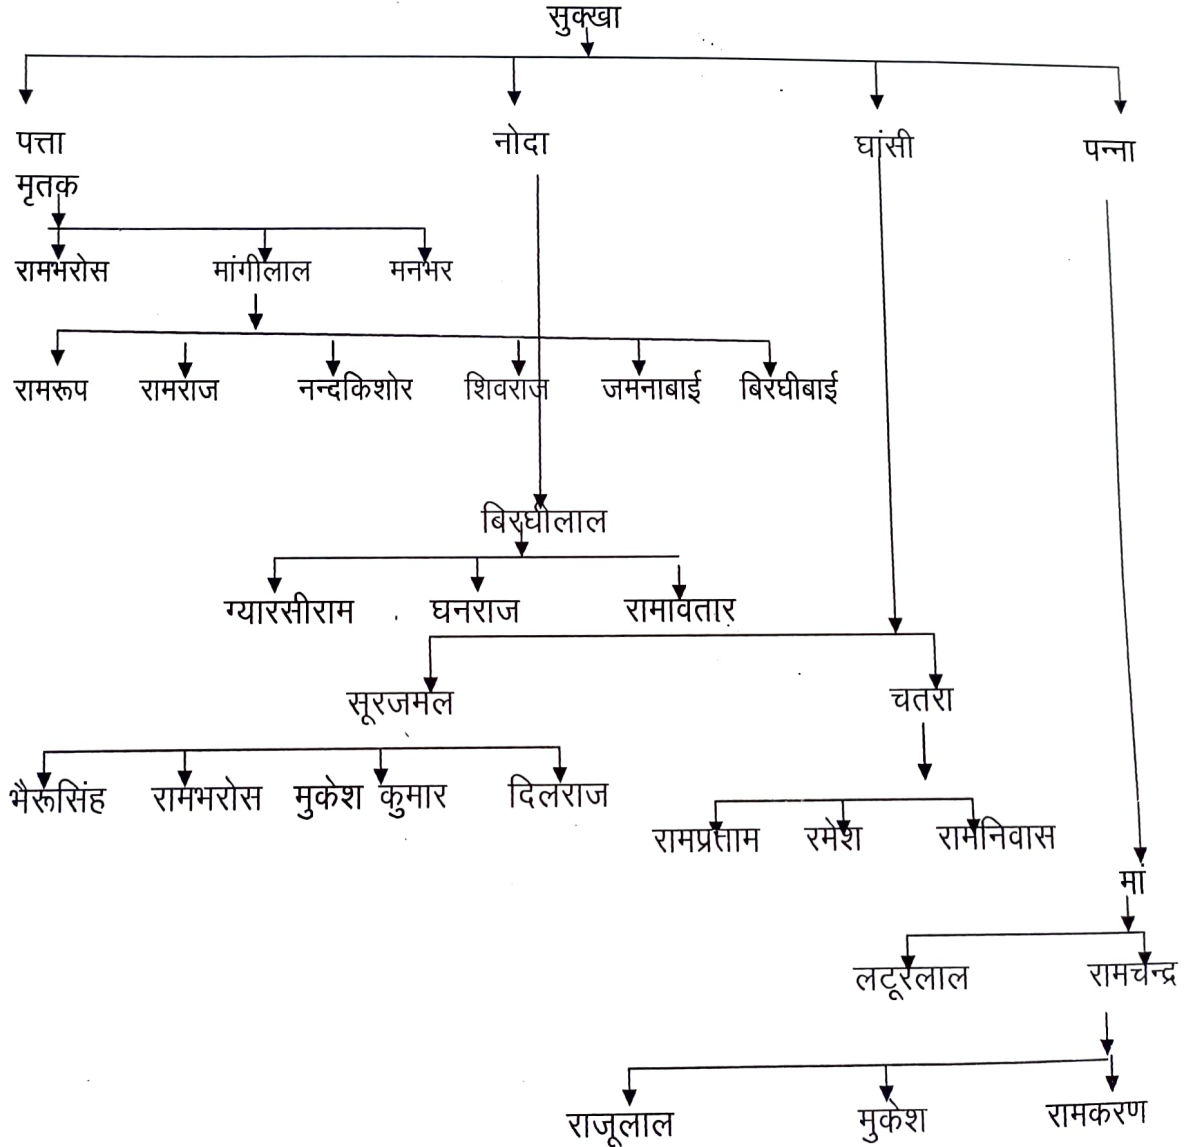 सुक्खा
पत्ता नोदा घांसी पन्ना
मृतक
रामभरोस मांगीलाल मनभर
रामरूप रामराज नन्दकिशोर शिवराज जमनाबाई बिरधीबाई
बिरधीलाल
ग्यारसीराम घनराज रामावतार
सूरजमल चतरा
भैरूसिंह रामभरोस मुकेश कुमार दिलराज
रामप्रताम रमेश रामनिवास
मां
लटूरलाल रामचन्द्र
राजूलाल मुकेश रामकरण